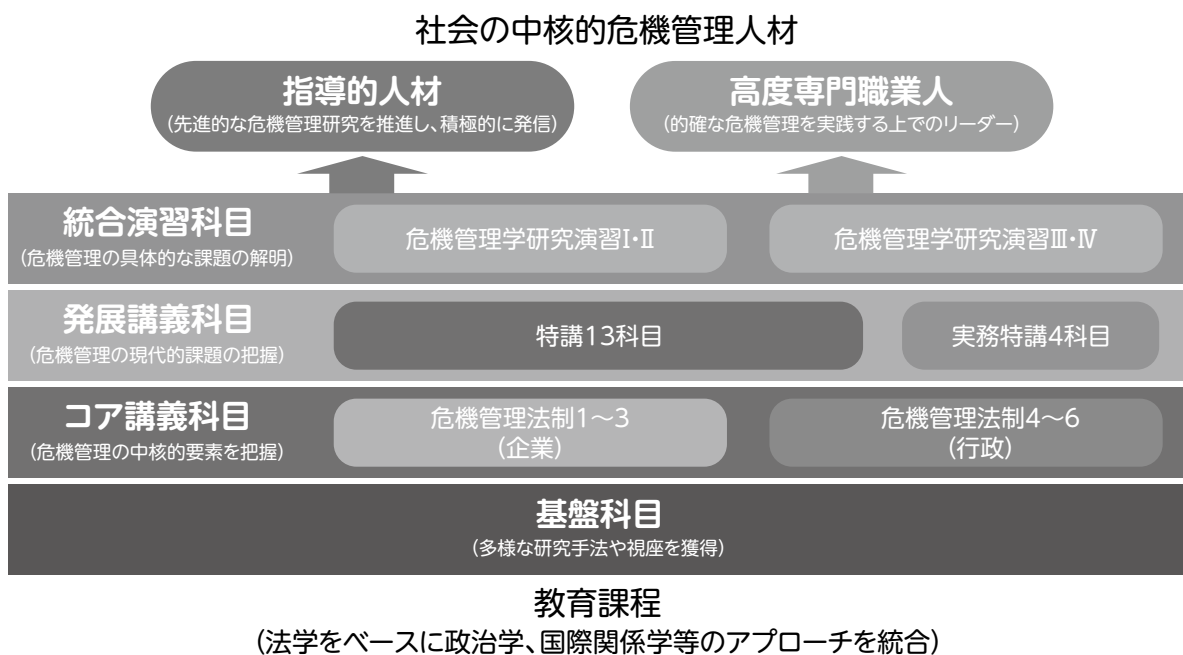 社会の中核的危機管理人材
指導的人材
(先進的な危機管理研究を推進し、積極的に発信)
高度専門職業人
(的確な危機管理を実践する上でのリーダー)
統合演習科目
(危機管理の具体的な課題の解明)
危機管理学研究演習Ⅰ・Ⅱ
危機管理学研究演習Ⅲ・Ⅳ
発展講義科目
(危機管理の現代的課題の把握)
特講13科目
実務特講4科目
コア講義科目
(危機管理の中核的要素を把握)
危機管理法制1～3
(企業)
危機管理法制4～6
(行政)
基盤科目
(多様な研究手法や視座を獲得)
教育課程
(法学をベースに政治学、国際関係学等のアプローチを統合)